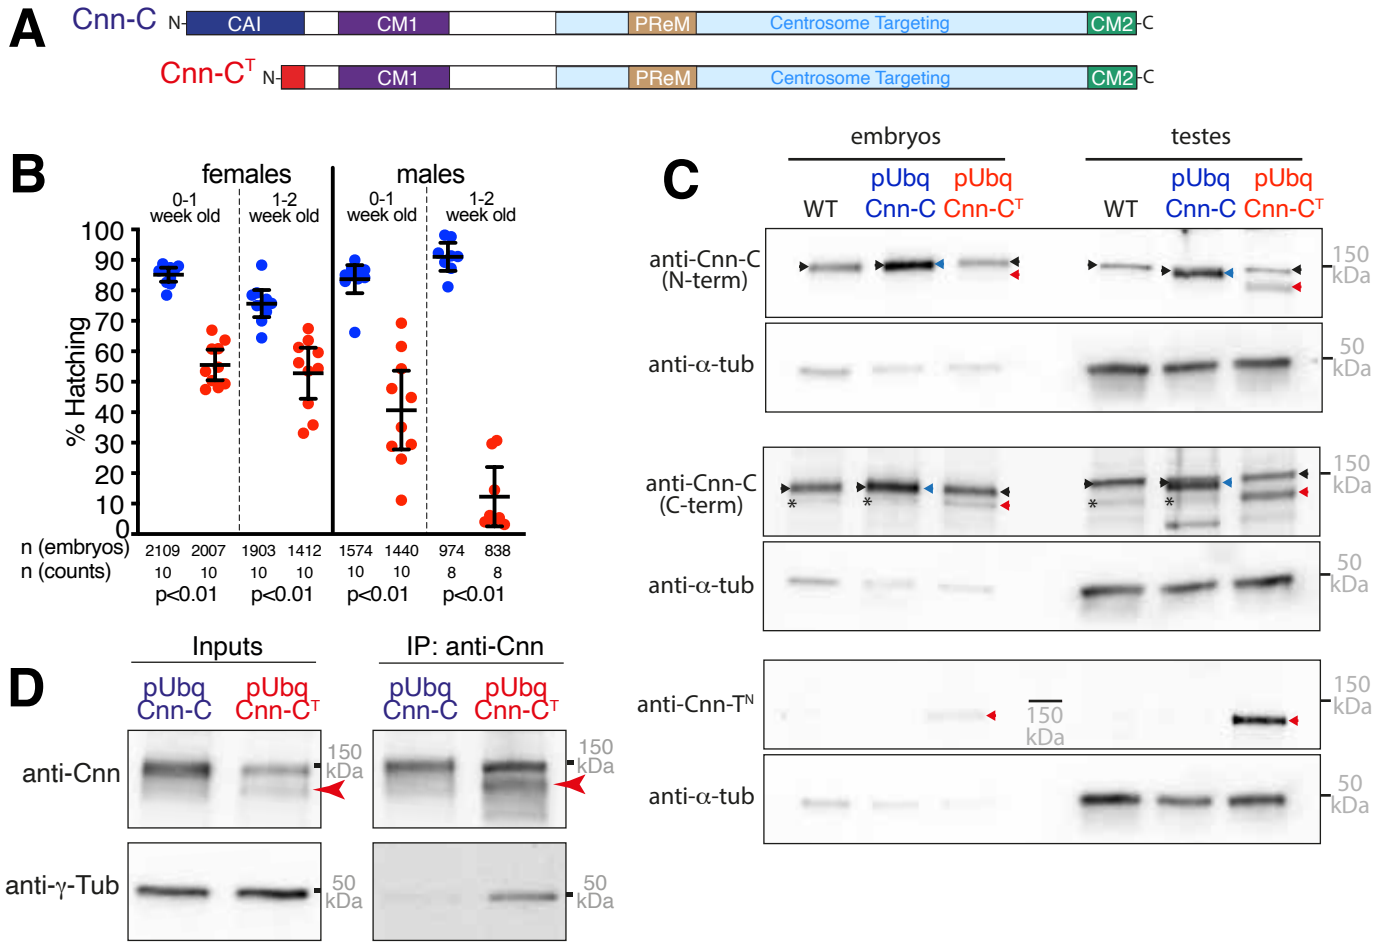 A
Cnn-C N- CAI CM1 PReM Centrosome Targeting CM2 -C
Cnn-Cᵀ N- CM1 PReM Centrosome Targeting CM2 -C
B
females males
0-1 week old 1-2 week old 0-1 week old 1-2 week old
% Hatching
100
90
80
70
60
50
40
30
20
10
0
n (embryos) 2109 2007 1903 1412 1574 1440 974 838
n (counts) 10 10 10 10 10 10 8 8
p<0.01 p<0.01 p<0.01 p<0.01
C
embryos testes
WT pUbq Cnn-C pUbq Cnn-Cᵀ WT pUbq Cnn-C pUbq Cnn-Cᵀ
anti-Cnn-C (N-term) 150 kDa
anti-α-tub 50 kDa
anti-Cnn-C (C-term) * * * * 150 kDa
anti-α-tub 50 kDa
anti-Cnn-Tᴺ 150 kDa 150 kDa
anti-α-tub 50 kDa
D
Inputs IP: anti-Cnn
pUbq Cnn-C pUbq Cnn-Cᵀ pUbq Cnn-C pUbq Cnn-Cᵀ
anti-Cnn 150 kDa 150 kDa
anti-γ-Tub 50 kDa 50 kDa